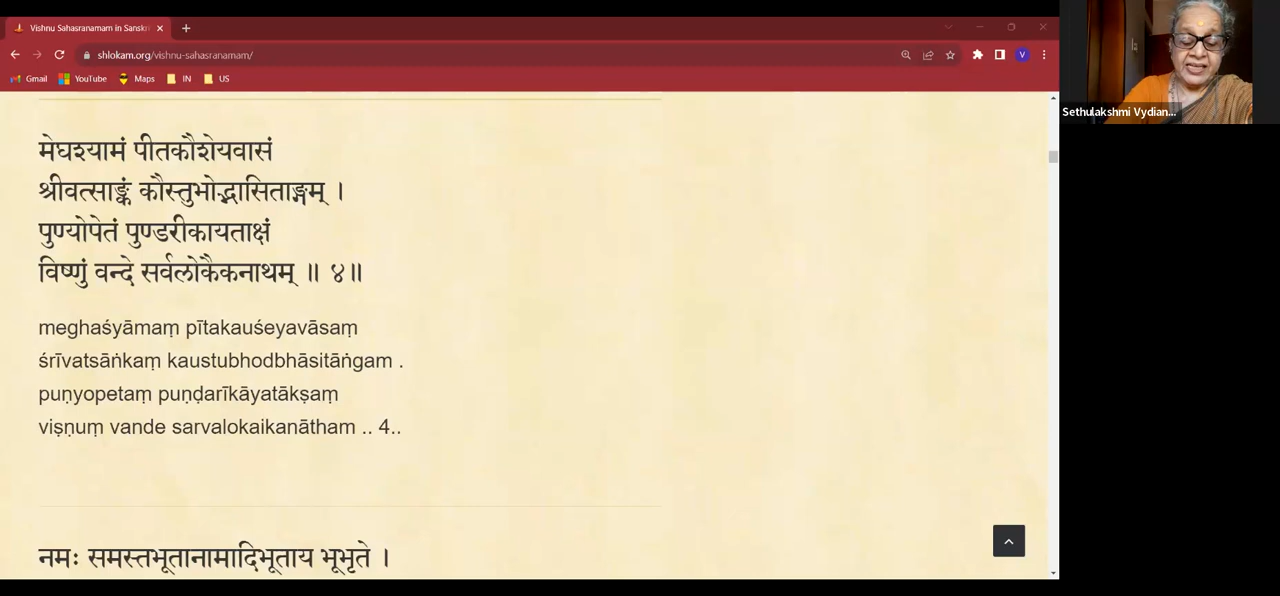 Vishnu Sahasranamam in Sanskri
shlokam.org/vishnu-sahasranamam/
V
Gmail YouTube Maps IN US
Sethulakshmi Vydian...
मेघश्यामं पीतकौशेयवासं
श्रीवत्साङ्कं कौस्तुभोद्भासिताङ्गम् ।
पुण्योपेतं पुण्डरीकायताक्षं
विष्णुं वन्दे सर्वलोकैकनाथम् ॥ ४॥
meghaśyāmaṃ pītakauśeyavāsaṃ
śrīvatsāṅkaṃ kaustubhodbhāsitāṅgam .
puṇyopetaṃ puṇḍarīkāyatākṣaṃ
viṣṇuṃ vande sarvalokaikanātham .. 4..
नमः समस्तभूतानामादिभूताय भूभृते ।